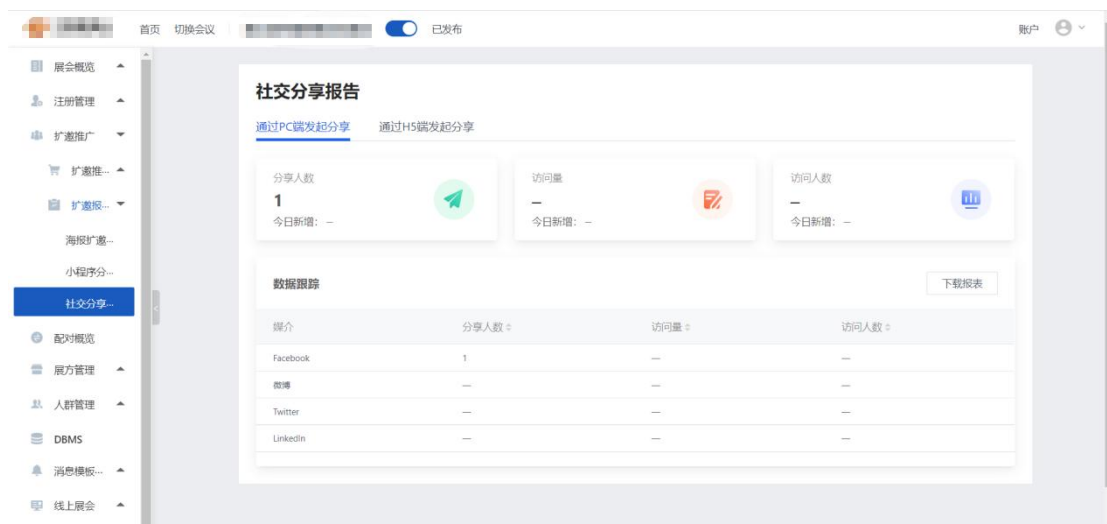 首页 切换会议 已发布 账户
展会概览
注册管理
扩邀推广
扩邀推...
扩邀报...
海报扩邀...
小程序分...
社交分享...
配对概览
展方管理
人群管理
DBMS
消息模板...
线上展会
社交分享报告
通过PC端发起分享 通过H5端发起分享
分享人数
1
今日新增: –
访问量
–
今日新增: –
访问人数
–
今日新增: –
数据跟踪 下载报表
媒介 分享人数 访问量 访问人数
Facebook 1 — —
微博 — — —
Twitter — — —
LinkedIn — — —